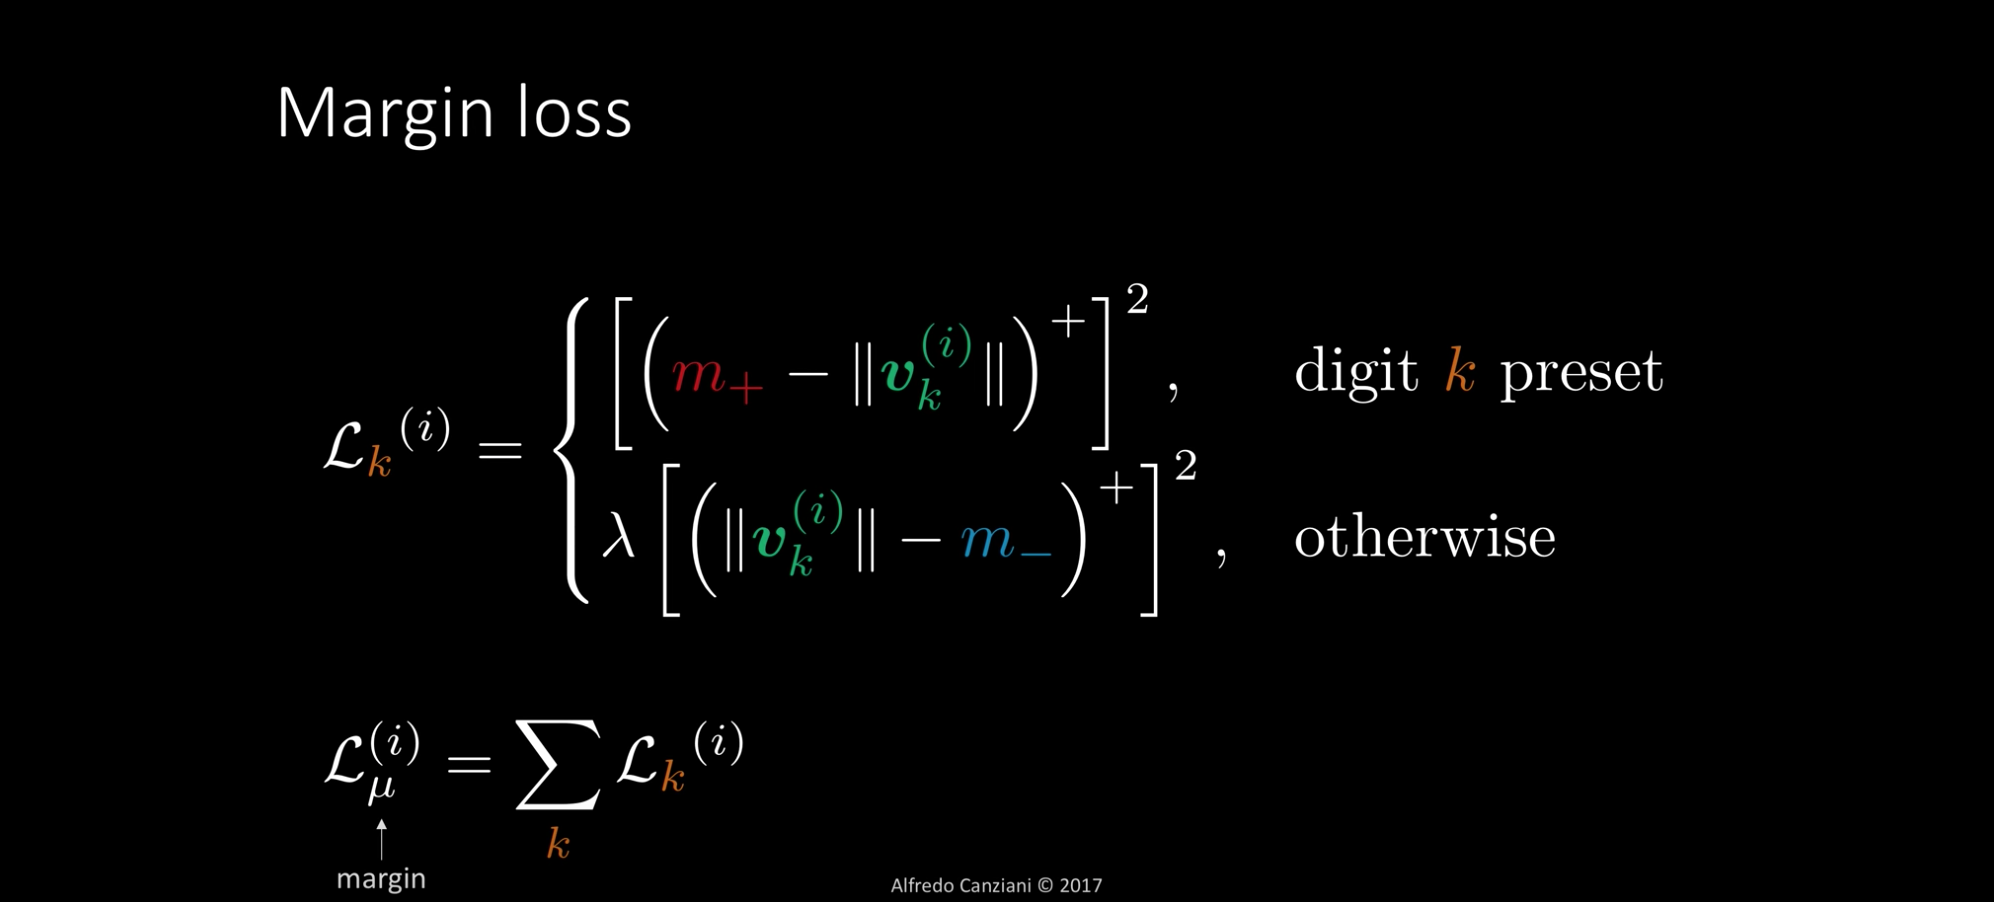 Margin loss
$\mathcal{L}_k{}^{(i)} = \begin{cases} \left[\left(m_+ - \|\boldsymbol{v}_k^{(i)}\|\right)^+\right]^2, & \text{digit } k \text{ preset} \\ \lambda\left[\left(\|\boldsymbol{v}_k^{(i)}\| - m_-\right)^+\right]^2, & \text{otherwise} \end{cases}$
$\mathcal{L}_\mu^{(i)} = \sum_k \mathcal{L}_k{}^{(i)}$
margin
Alfredo Canziani © 2017